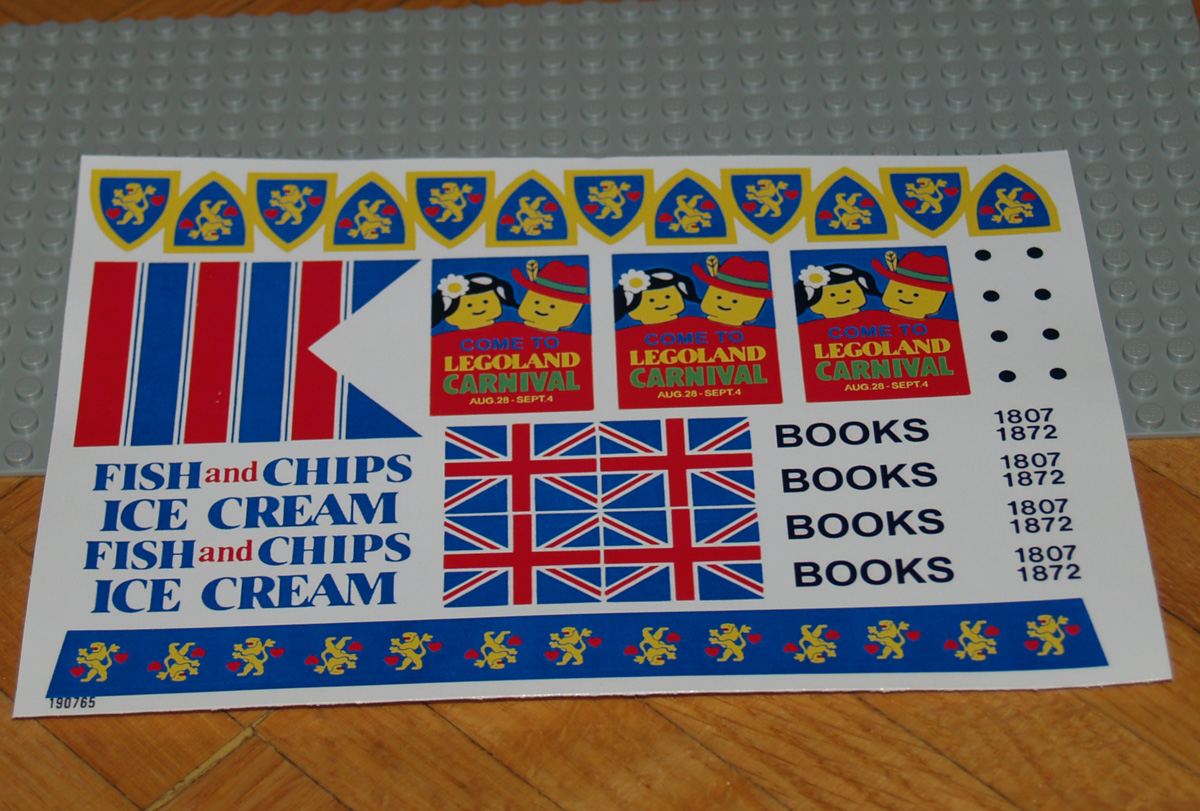 COME TO
LEGOLAND
CARNIVAL
AUG.28 - SEPT.4
COME TO
LEGOLAND
CARNIVAL
AUG.28 - SEPT.4
COME TO
LEGOLAND
CARNIVAL
AUG.28 - SEPT.4
FISH and CHIPS
ICE CREAM
FISH and CHIPS
ICE CREAM
BOOKS
BOOKS
BOOKS
BOOKS
1807
1872
1807
1872
1807
1872
1807
1872
190765